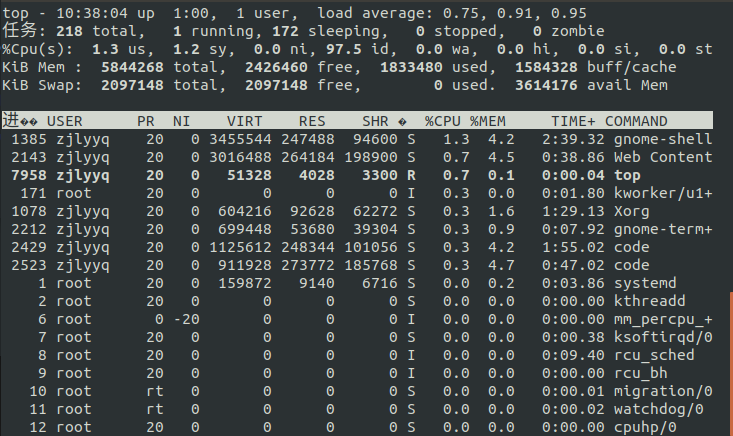 top - 10:38:04 up  1:00,  1 user,  load average: 0.75, 0.91, 0.95
任务: 218 total,   1 running, 172 sleeping,   0 stopped,   0 zombie
%Cpu(s):  1.3 us,  1.2 sy,  0.0 ni, 97.5 id,  0.0 wa,  0.0 hi,  0.0 si,  0.0 st
KiB Mem :  5844268 total,  2426460 free,  1833480 used,  1584328 buff/cache
KiB Swap:  2097148 total,  2097148 free,        0 used.  3614176 avail Mem
进�� USER      PR  NI    VIRT    RES    SHR �  %CPU %MEM     TIME+ COMMAND
1385 zjlyyq    20   0 3455544 247488  94600 S   1.3  4.2   2:39.32 gnome-shell
2143 zjlyyq    20   0 3016488 264184 198900 S   0.7  4.5   0:38.86 Web Content
7958 zjlyyq    20   0   51328   4028   3300 R   0.7  0.1   0:00.04 top
171 root      20   0       0      0      0 I   0.3  0.0   0:01.80 kworker/u1+
1078 zjlyyq    20   0  604216  92628  62272 S   0.3  1.6   1:29.13 Xorg
2212 zjlyyq    20   0  699448  53680  39304 S   0.3  0.9   0:07.92 gnome-term+
2429 zjlyyq    20   0 1125612 248344 101056 S   0.3  4.2   1:55.02 code
2523 zjlyyq    20   0  911928 273772 185768 S   0.3  4.7   0:47.02 code
1 root      20   0  159872   9140   6716 S   0.0  0.2   0:03.86 systemd
2 root      20   0       0      0      0 S   0.0  0.0   0:00.00 kthreadd
6 root       0 -20       0      0      0 I   0.0  0.0   0:00.00 mm_percpu_+
7 root      20   0       0      0      0 S   0.0  0.0   0:00.38 ksoftirqd/0
8 root      20   0       0      0      0 I   0.0  0.0   0:09.40 rcu_sched
9 root      20   0       0      0      0 I   0.0  0.0   0:00.00 rcu_bh
10 root      rt   0       0      0      0 S   0.0  0.0   0:00.01 migration/0
11 root      rt   0       0      0      0 S   0.0  0.0   0:00.02 watchdog/0
12 root      20   0       0      0      0 S   0.0  0.0   0:00.00 cpuhp/0